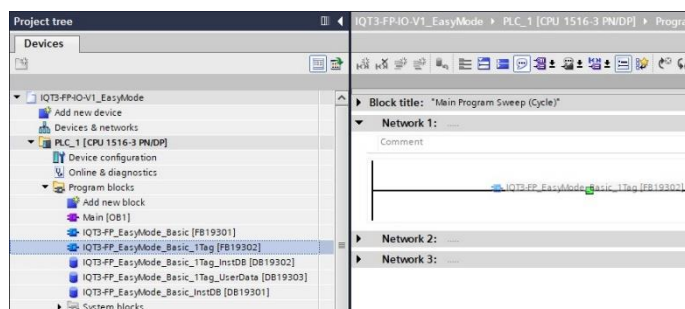 Project tree
IQT3-FP-IO-V1_EasyMode ▸ PLC_1 [CPU 1516-3 PN/DP] ▸ Progra
Devices
IQT3-FP-IO-V1_EasyMode
Add new device
Devices & networks
PLC_1 [CPU 1516-3 PN/DP]
Device configuration
Online & diagnostics
Program blocks
Add new block
Main [OB1]
IQT3-FP_EasyMode_Basic [FB19301]
IQT3-FP_EasyMode_Basic_1Tag [FB19302]
IQT3-FP_EasyMode_Basic_1Tag_InstDB [DB19302]
IQT3-FP_EasyMode_Basic_1Tag_UserData [DB19303]
IQT3-FP_EasyMode_Basic_InstDB [DB19301]
System blocks
Block title: "Main Program Sweep (Cycle)"
Network 1: .....
Comment
IQT3-FP_EasyMode_Basic_1Tag [FB19302]
Network 2: .....
Network 3: .....